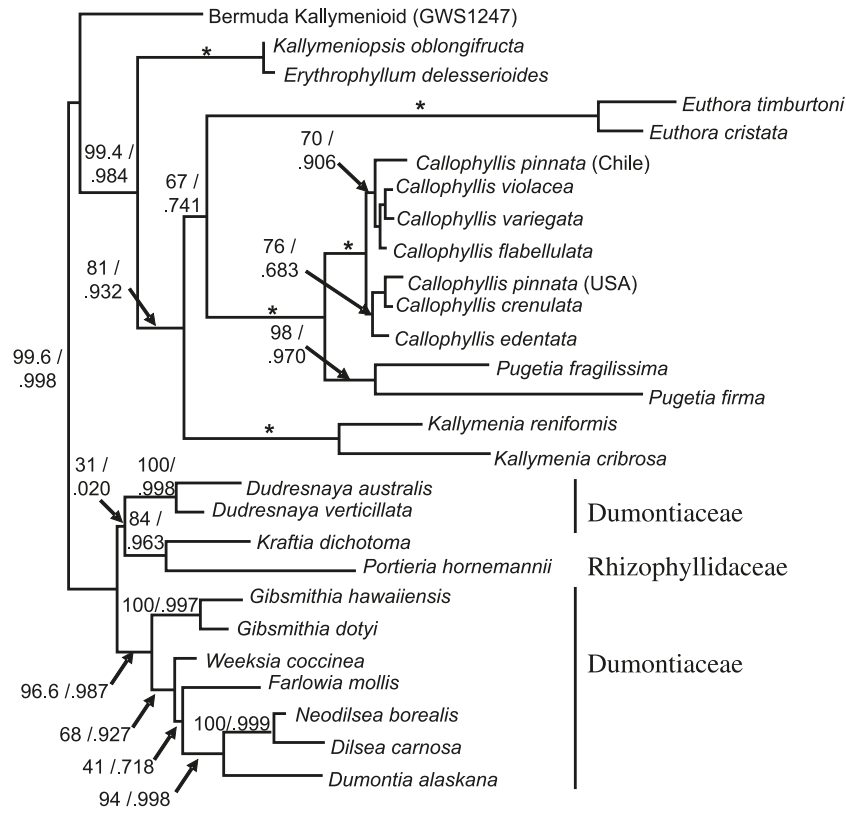 Bermuda Kallymenioid (GWS1247)
*
Kallymeniopsis oblongifructa
Erythrophyllum delesserioides
*
Euthora timburtoni
Euthora cristata
99.4 /
.984
67 /
.741
70 /
.906
Callophyllis pinnata (Chile)
Callophyllis violacea
Callophyllis variegata
Callophyllis flabellulata
*
76 /
.683
81 /
.932
Callophyllis pinnata (USA)
Callophyllis crenulata
Callophyllis edentata
*
98 /
.970
99.6 /
.998
Pugetia fragilissima
Pugetia firma
Kallymenia reniformis
*
Kallymenia cribrosa
31 /
.020
100/
.998
Dudresnaya australis
Dudresnaya verticillata
Dumontiaceae
84 /
.963
Kraftia dichotoma
Portieria hornemannii
Rhizophyllidaceae
100/.997
Gibsmithia hawaiiensis
Gibsmithia dotyi
Weeksia coccinea
Dumontiaceae
96.6 /.987
Farlowia mollis
68 /.927
100/.999
Neodilsea borealis
Dilsea carnosa
41 /.718
Dumontia alaskana
94 /.998